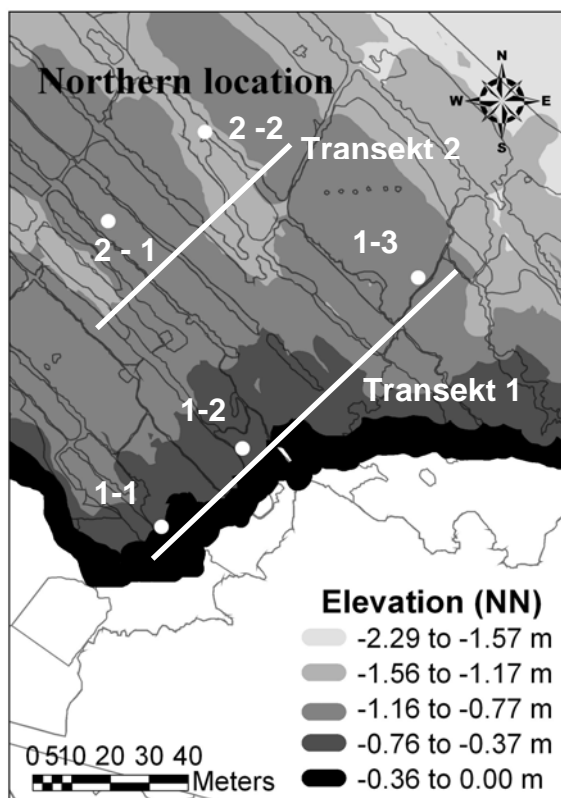 Northern location
N
W E
S
2 -2
Transekt 2
2 - 1
1-3
Transekt 1
1-2
1-1
Elevation (NN)
-2.29 to -1.57 m
-1.56 to -1.17 m
-1.16 to -0.77 m
-0.76 to -0.37 m
-0.36 to 0.00 m
0 5 10 20 30 40
Meters